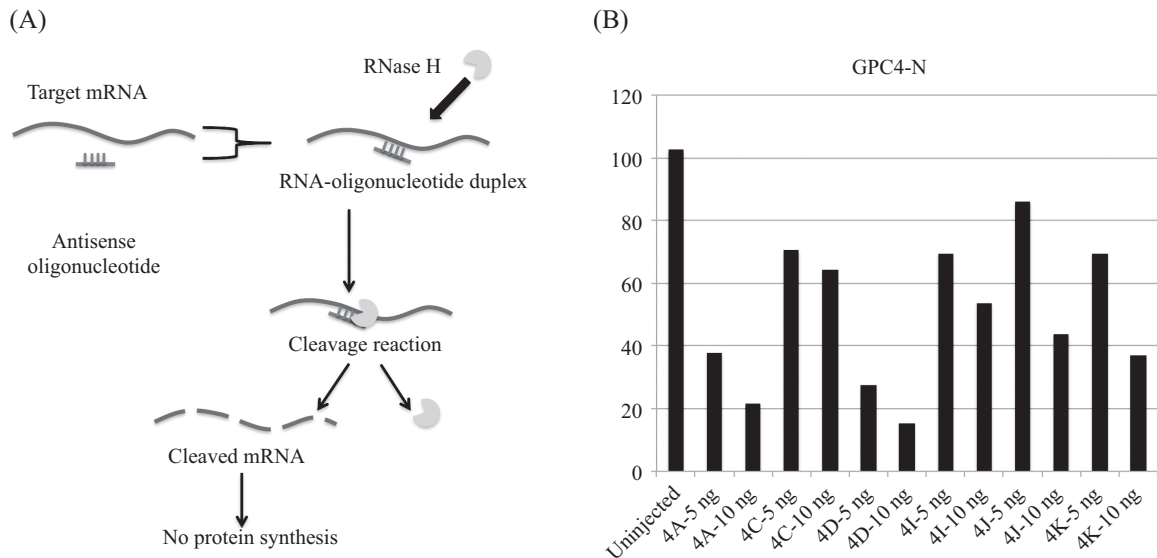 (A)
RNase H
Target mRNA
RNA-oligonucleotide duplex
Antisense
oligonucleotide
Cleavage reaction
Cleaved mRNA
No protein synthesis
(B)
GPC4-N
120
100
80
60
40
20
0
Uninjected
4A-5 ng
4A-10 ng
4C-5 ng
4C-10 ng
4D-5 ng
4D-10 ng
4I-5 ng
4I-10 ng
4J-5 ng
4J-10 ng
4K-5 ng
4K-10 ng